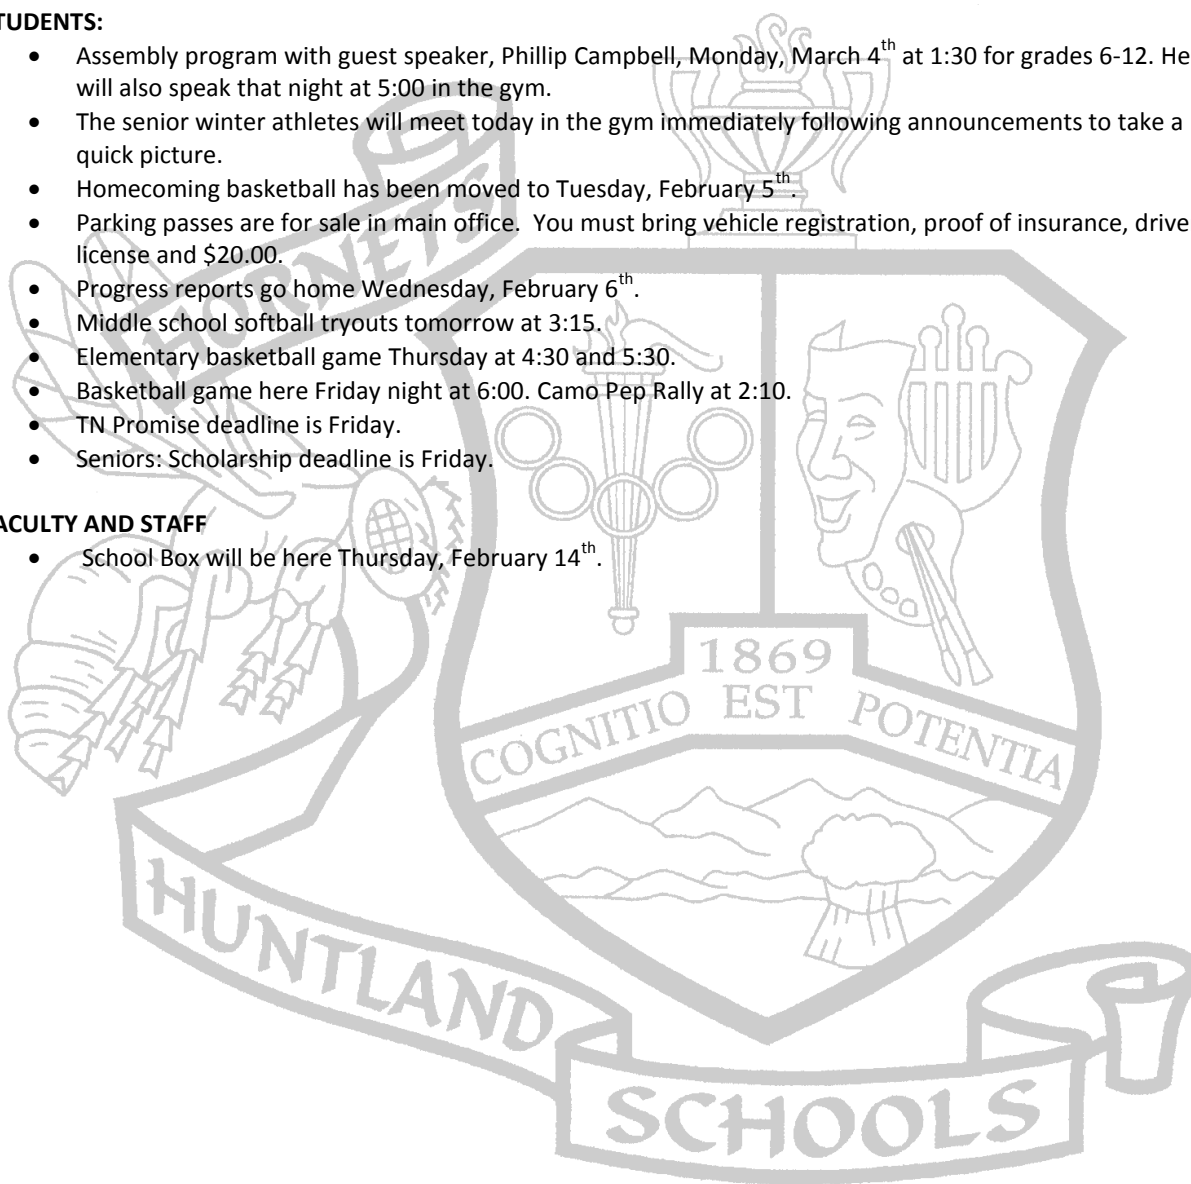 TUDENTS:
• Assembly program with guest speaker, Phillip Campbell, Monday, March 4th at 1:30 for grades 6-12. He
will also speak that night at 5:00 in the gym.
• The senior winter athletes will meet today in the gym immediately following announcements to take a
quick picture.
• Homecoming basketball has been moved to Tuesday, February 5th.
• Parking passes are for sale in main office.  You must bring vehicle registration, proof of insurance, drive
license and $20.00.
• Progress reports go home Wednesday, February 6th.
• Middle school softball tryouts tomorrow at 3:15.
• Elementary basketball game Thursday at 4:30 and 5:30.
• Basketball game here Friday night at 6:00. Camo Pep Rally at 2:10.
• TN Promise deadline is Friday.
• Seniors: Scholarship deadline is Friday.
ACULTY AND STAFF
• School Box will be here Thursday, February 14th.
HORNETS
1869
COGNITIO EST POTENTIA
HUNTLAND
SCHOOLS